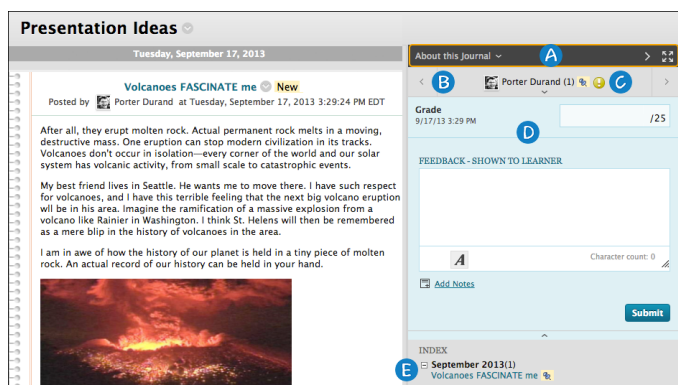 Presentation Ideas
Tuesday, September 17, 2013
Volcanoes FASCINATE me New
Posted by Porter Durand at Tuesday, September 17, 2013 3:29:24 PM EDT
After all, they erupt molten rock. Actual permanent rock melts in a moving,
destructive mass. One eruption can stop modern civilization in its tracks.
Volcanoes don't occur in isolation—every corner of the world and our solar
system has volcanic activity, from small scale to catastrophic events.
My best friend lives in Seattle. He wants me to move there. I have such respect
for volcanoes, and I have this terrible feeling that the next big volcano eruption
wll be in his area. Imagine the ramification of a massive explosion from a
volcano like Rainier in Washington. I think St. Helens will then be remembered
as a mere blip in the history of volcanoes in the area.
I am in awe of how the history of our planet is held in a tiny piece of molten
rock. An actual record of our history can be held in your hand.
About this Journal A
B Porter Durand (1) C
Grade
9/17/13 3:29 PM
/25
D
FEEDBACK - SHOWN TO LEARNER
A Character count: 0
Add Notes
Submit
INDEX
E September 2013(1)
Volcanoes FASCINATE me